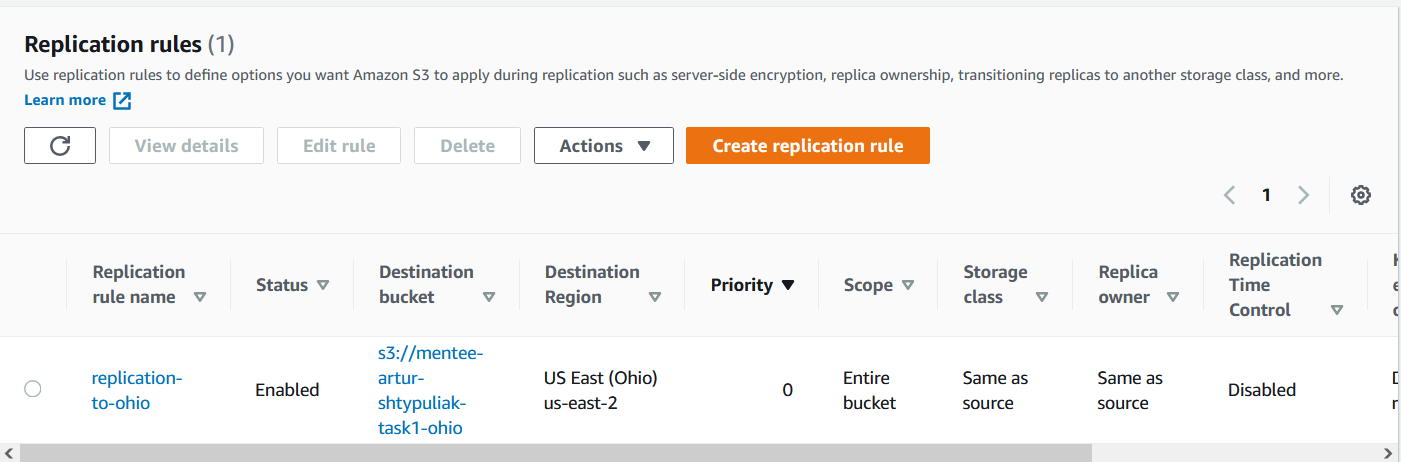 Replication rules (1)
Use replication rules to define options you want Amazon S3 to apply during replication such as server-side encryption, replica ownership, transitioning replicas to another storage class, and more.
Learn more
View details
Edit rule
Delete
Actions
Create replication rule
1
Replication
rule name
Status
Destination
bucket
Destination
Region
Priority
Scope
Storage
class
Replica
owner
Replication
Time
Control
replication-
to-ohio
Enabled
s3://mentee-
artur-
shtypuliak-
task1-ohio
US East (Ohio)
us-east-2
0
Entire
bucket
Same as
source
Same as
source
Disabled